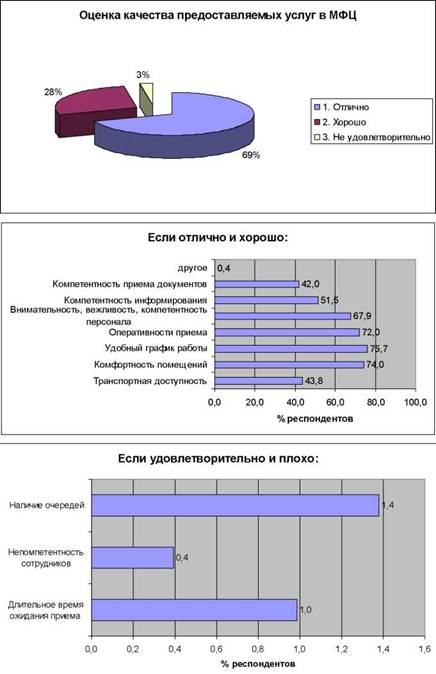 Оценка качества предоставляемых услуг в МФЦ
3%
28%
69%
1. Отлично
2. Хорошо
3. Не удовлетворительно
Если отлично и хорошо:
другое 0,4
Компетентность приема документов 42,0
Компетентность информирования 51,5
Внимательность, вежливость, компетентность
персонала 67,9
Оперативности приема 72,0
Удобный график работы 75,7
Комфортность помещений 74,0
Транспортная доступность 43,8
0,0 20,0 40,0 60,0 80,0 100,0
% респондентов
Если удовлетворительно и плохо:
Наличие очередей 1,4
Непомпетентность
сотрудников 0,4
Длительное время
ожидания приема 1,0
0,0 0,2 0,4 0,6 0,8 1,0 1,2 1,4 1,6
% респондентов